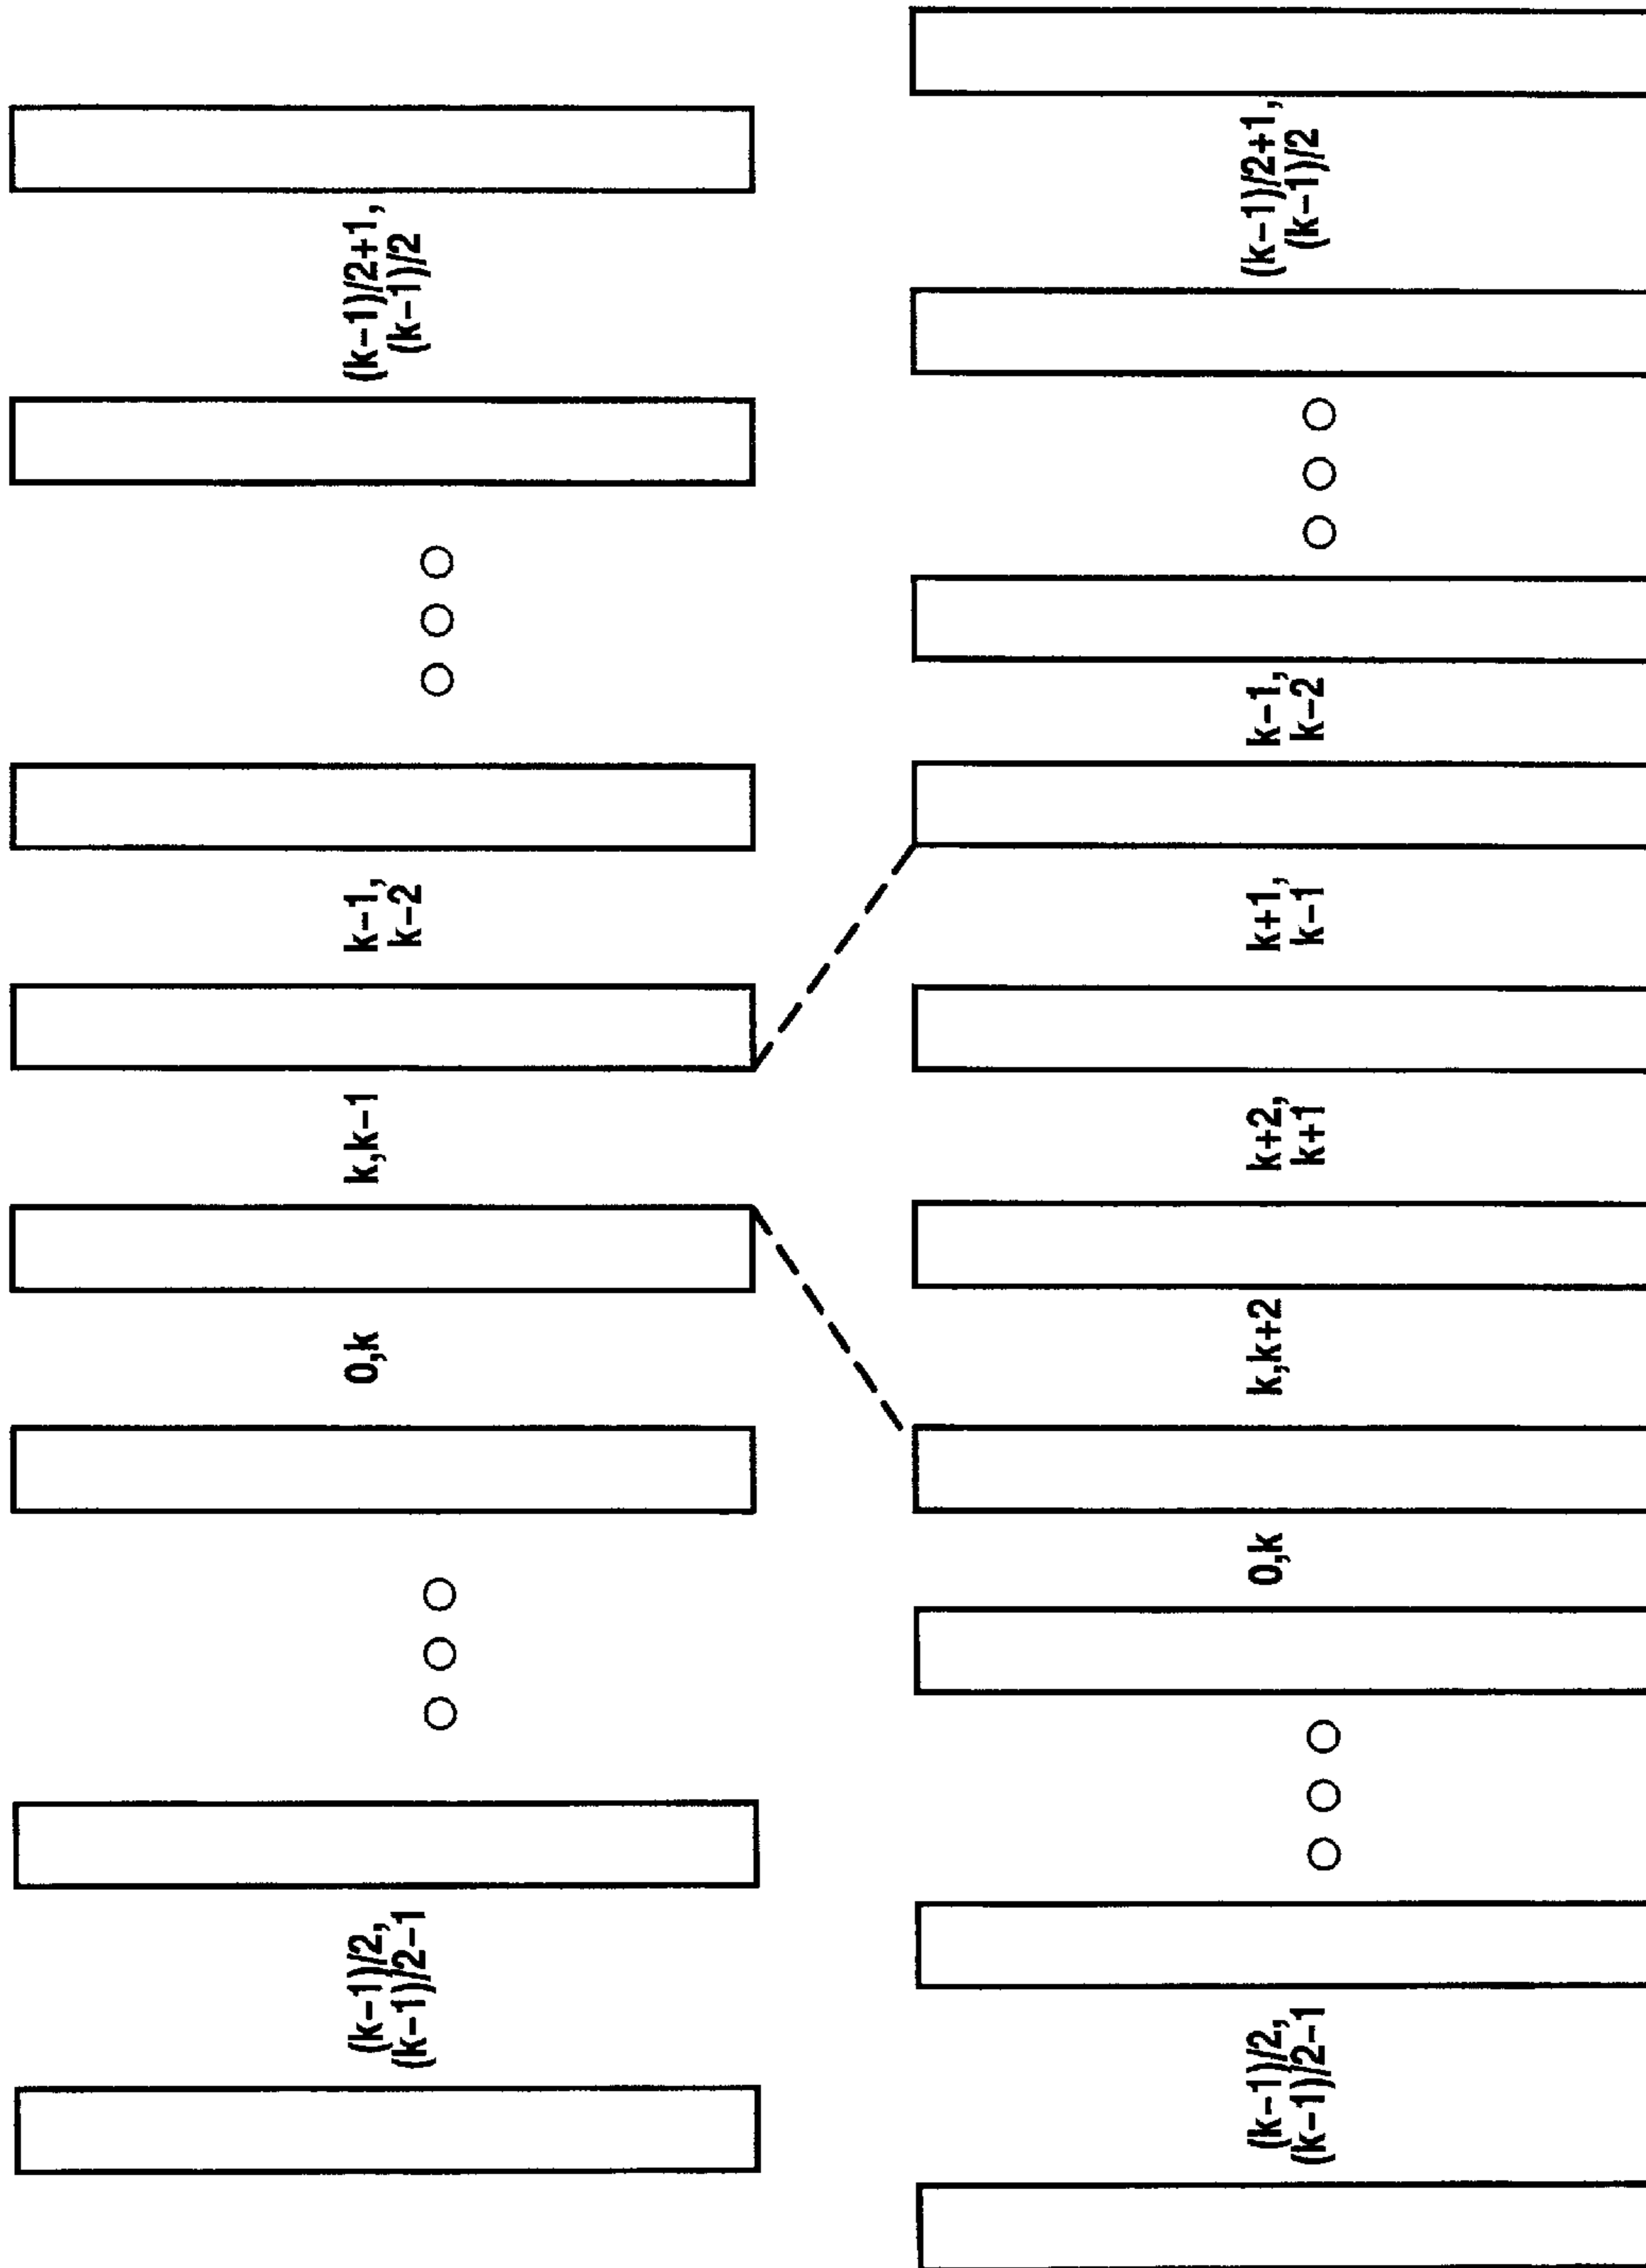 (k-1)/2,
(k-1)/2-1
0,k
k,k-1
k-1,
k-2
(k-1)/2+1,
(k-1)/2
(k-1)/2,
(k-1)/2-1
0,k
k,k+2
k+2,
k+1
k+1,
k-1
k-1,
k-2
(k-1)/2+1,
(k-1)/2